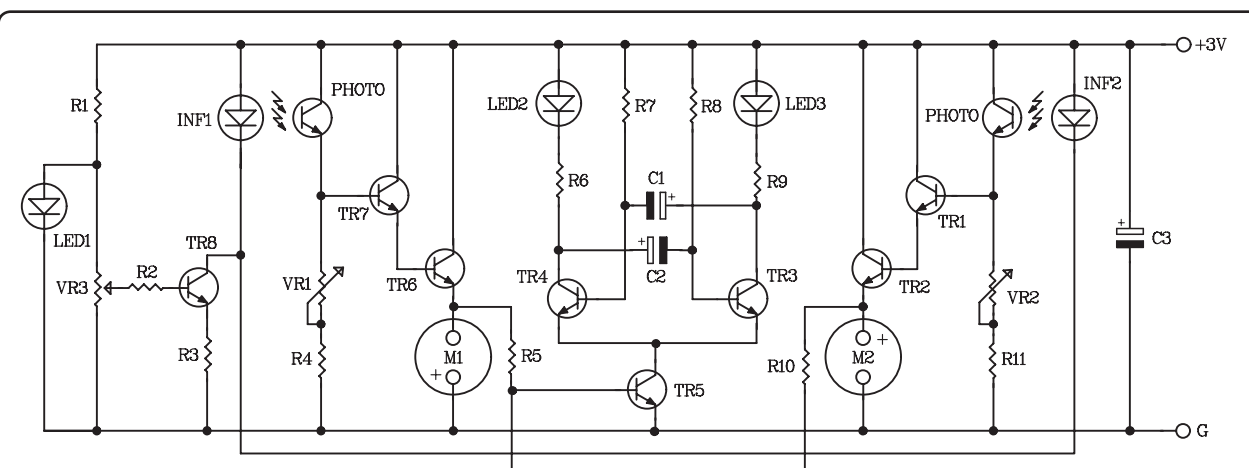 +3V
R1
INF1
PHOTO
LED2
R7
R8
LED3
PHOTO
INF2
R6
C1
+
R9
LED1
TR7
TR1
+
C3
TR8
+
C2
VR3
R2
TR6
TR4
TR3
TR2
VR1
VR2
R3
R4
M1
+
R5
R10
M2
+
R11
TR5
G